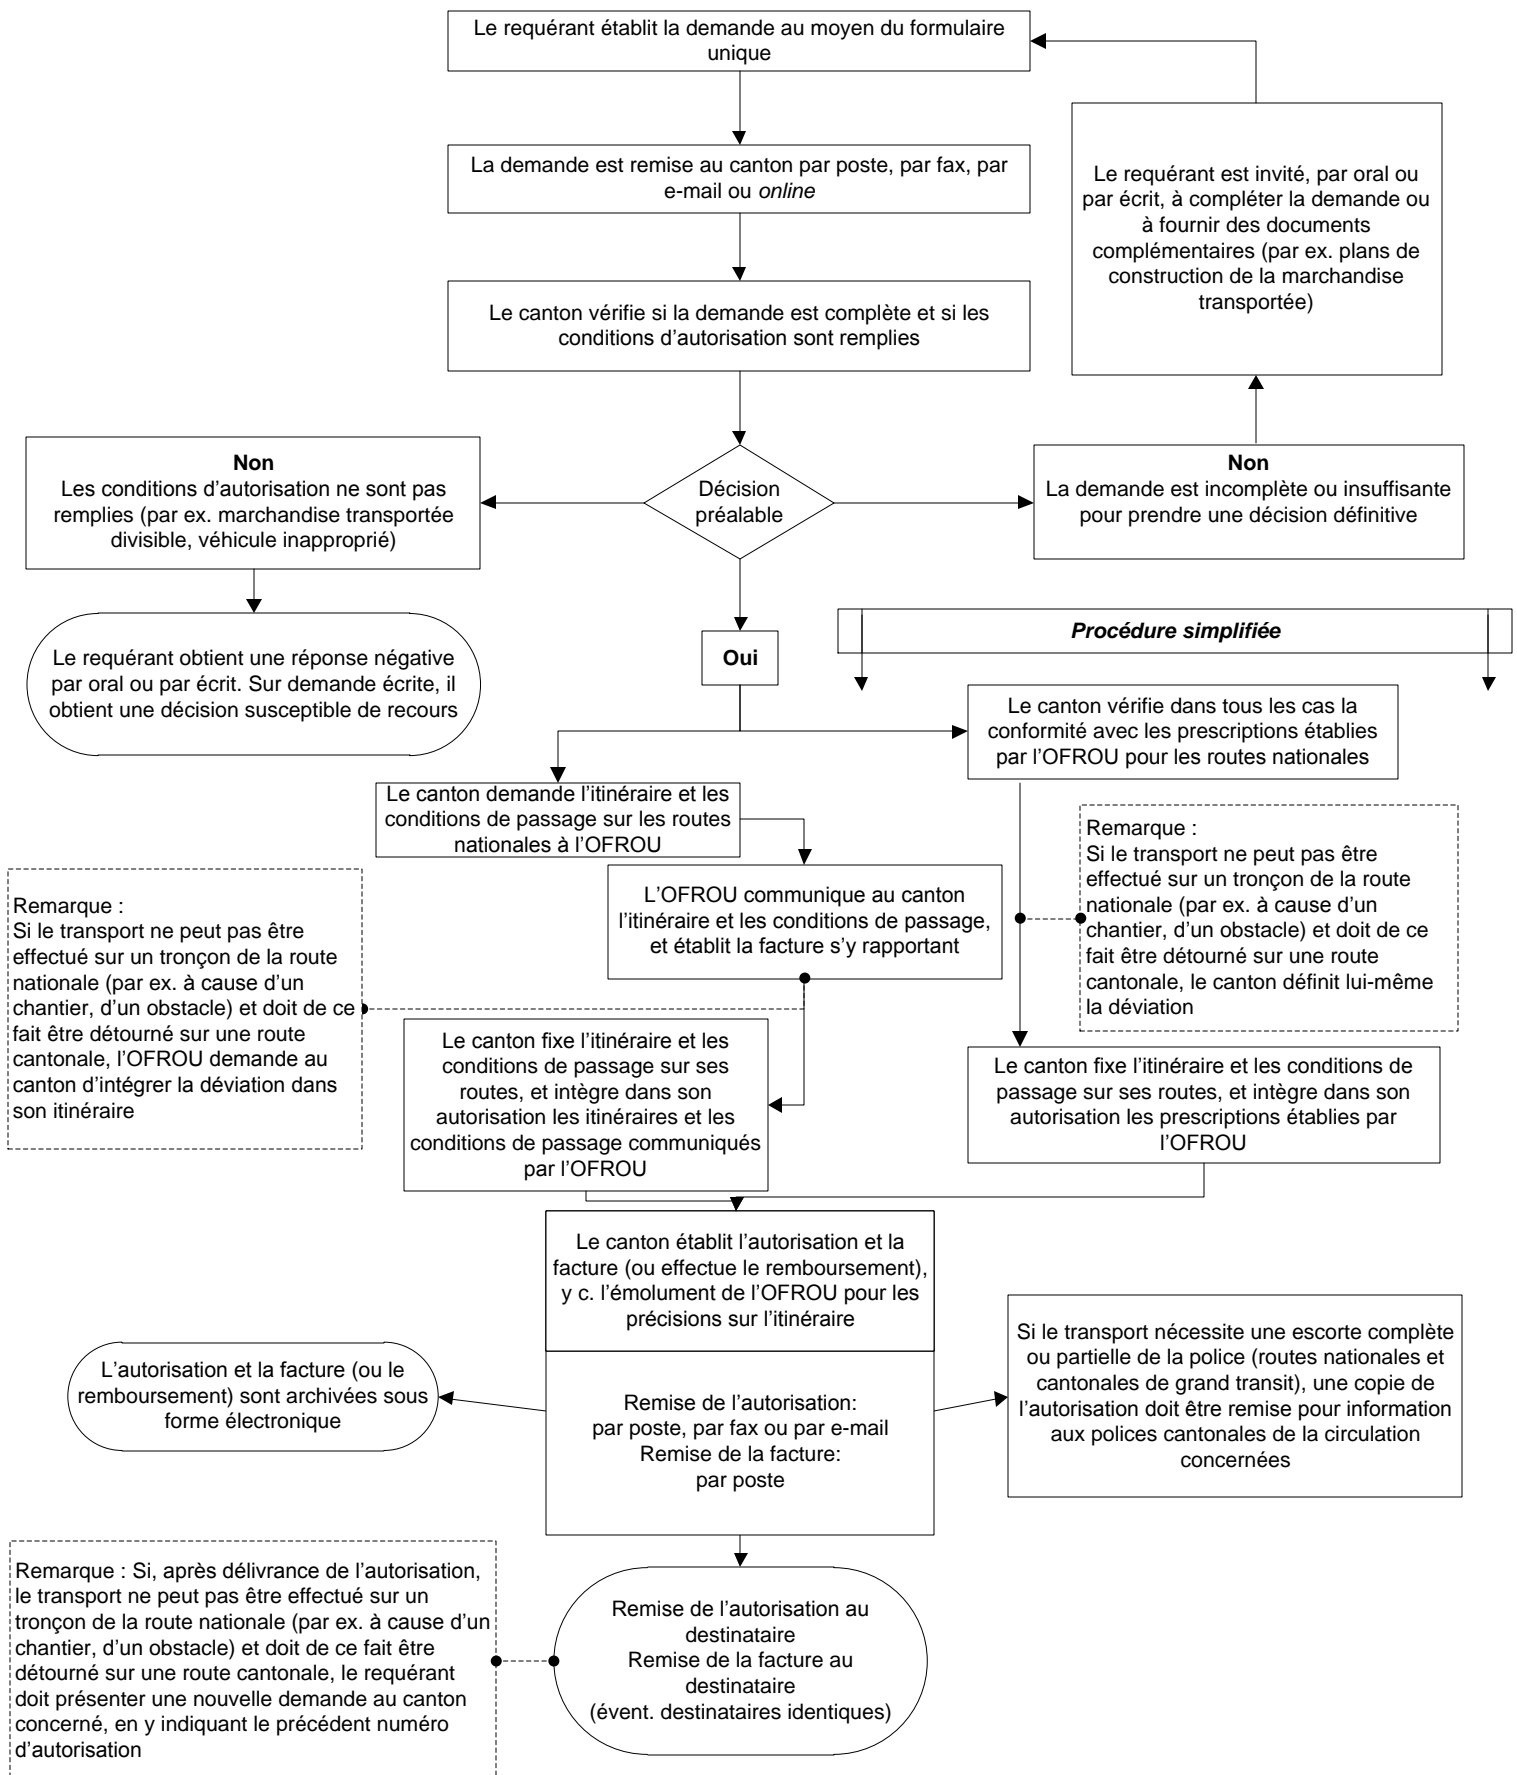 Le requérant établit la demande au moyen du formulaire
unique
La demande est remise au canton par poste, par fax, par
e-mail ou online
Le requérant est invité, par oral ou
par écrit, à compléter la demande ou
à fournir des documents
complémentaires (par ex. plans de
construction de la marchandise
transportée)
Le canton vérifie si la demande est complète et si les
conditions d’autorisation sont remplies
Non
Les conditions d’autorisation ne sont pas
remplies (par ex. marchandise transportée
divisible, véhicule inapproprié)
Décision
préalable
Non
La demande est incomplète ou insuffisante
pour prendre une décision définitive
Le requérant obtient une réponse négative
par oral ou par écrit. Sur demande écrite, il
obtient une décision susceptible de recours
Oui
Procédure simplifiée
Le canton vérifie dans tous les cas la
conformité avec les prescriptions établies
par l’OFROU pour les routes nationales
Le canton demande l’itinéraire et les
conditions de passage sur les routes
nationales à l’OFROU
Remarque :
Si le transport ne peut pas être
effectué sur un tronçon de la route
nationale (par ex. à cause d’un
chantier, d’un obstacle) et doit de ce
fait être détourné sur une route
cantonale, le canton définit lui-même
la déviation
L’OFROU communique au canton
l’itinéraire et les conditions de passage,
et établit la facture s’y rapportant
Remarque :
Si le transport ne peut pas être
effectué sur un tronçon de la route
nationale (par ex. à cause d’un
chantier, d’un obstacle) et doit de ce
fait être détourné sur une route
cantonale, l’OFROU demande au
canton d’intégrer la déviation dans
son itinéraire
Le canton fixe l’itinéraire et les
conditions de passage sur ses
routes, et intègre dans son
autorisation les itinéraires et les
conditions de passage communiqués
par l’OFROU
Le canton fixe l’itinéraire et les conditions de
passage sur ses routes, et intègre dans son
autorisation les prescriptions établies par
l’OFROU
Le canton établit l’autorisation et la
facture (ou effectue le remboursement),
y c. l’émolument de l’OFROU pour les
précisions sur l’itinéraire
L’autorisation et la facture (ou le
remboursement) sont archivées sous
forme électronique
Remise de l’autorisation:
par poste, par fax ou par e-mail
Remise de la facture:
par poste
Si le transport nécessite une escorte complète
ou partielle de la police (routes nationales et
cantonales de grand transit), une copie de
l’autorisation doit être remise pour information
aux polices cantonales de la circulation
concernées
Remarque : Si, après délivrance de l’autorisation,
le transport ne peut pas être effectué sur un
tronçon de la route nationale (par ex. à cause d’un
chantier, d’un obstacle) et doit de ce fait être
détourné sur une route cantonale, le requérant
doit présenter une nouvelle demande au canton
concerné, en y indiquant le précédent numéro
d’autorisation
Remise de l’autorisation au
destinataire
Remise de la facture au
destinataire
(évent. destinataires identiques)